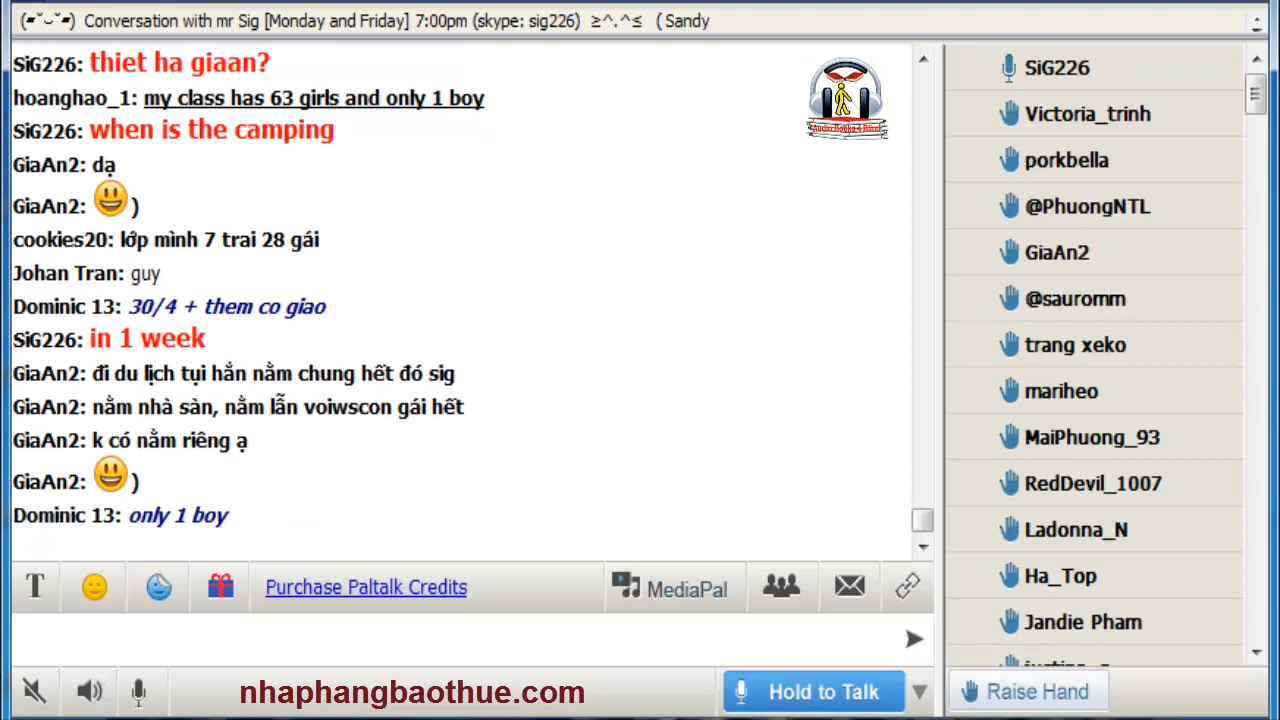 (▰˘◡˘▰) Conversation with mr Sig [Monday and Friday] 7:00pm (skype: sig226) ≥^.^≤ ( Sandy
SiG226: thiet ha giaan?
hoanghao_1: my class has 63 girls and only 1 boy
SiG226: when is the camping
GiaAn2: dạ
GiaAn2: 😃 )
cookies20: lớp mình 7 trai 28 gái
Johan Tran: guy
Dominic 13: 30/4 + them co giao
SiG226: in 1 week
GiaAn2: đi du lịch tụi hắn nằm chung hết đó sig
GiaAn2: nằm nhà sàn, nằm lẫn voiwscon gái hết
GiaAn2: k có nằm riêng ạ
GiaAn2: 😃 )
Dominic 13: only 1 boy
Audio Books 4 Blind
T
Purchase Paltalk Credits
MediaPal
nhaphangbaothue.com
Hold to Talk
SiG226
Victoria_trinh
porkbella
@PhuongNTL
GiaAn2
@sauromm
trang xeko
mariheo
MaiPhuong_93
RedDevil_1007
Ladonna_N
Ha_Top
Jandie Pham
Raise Hand